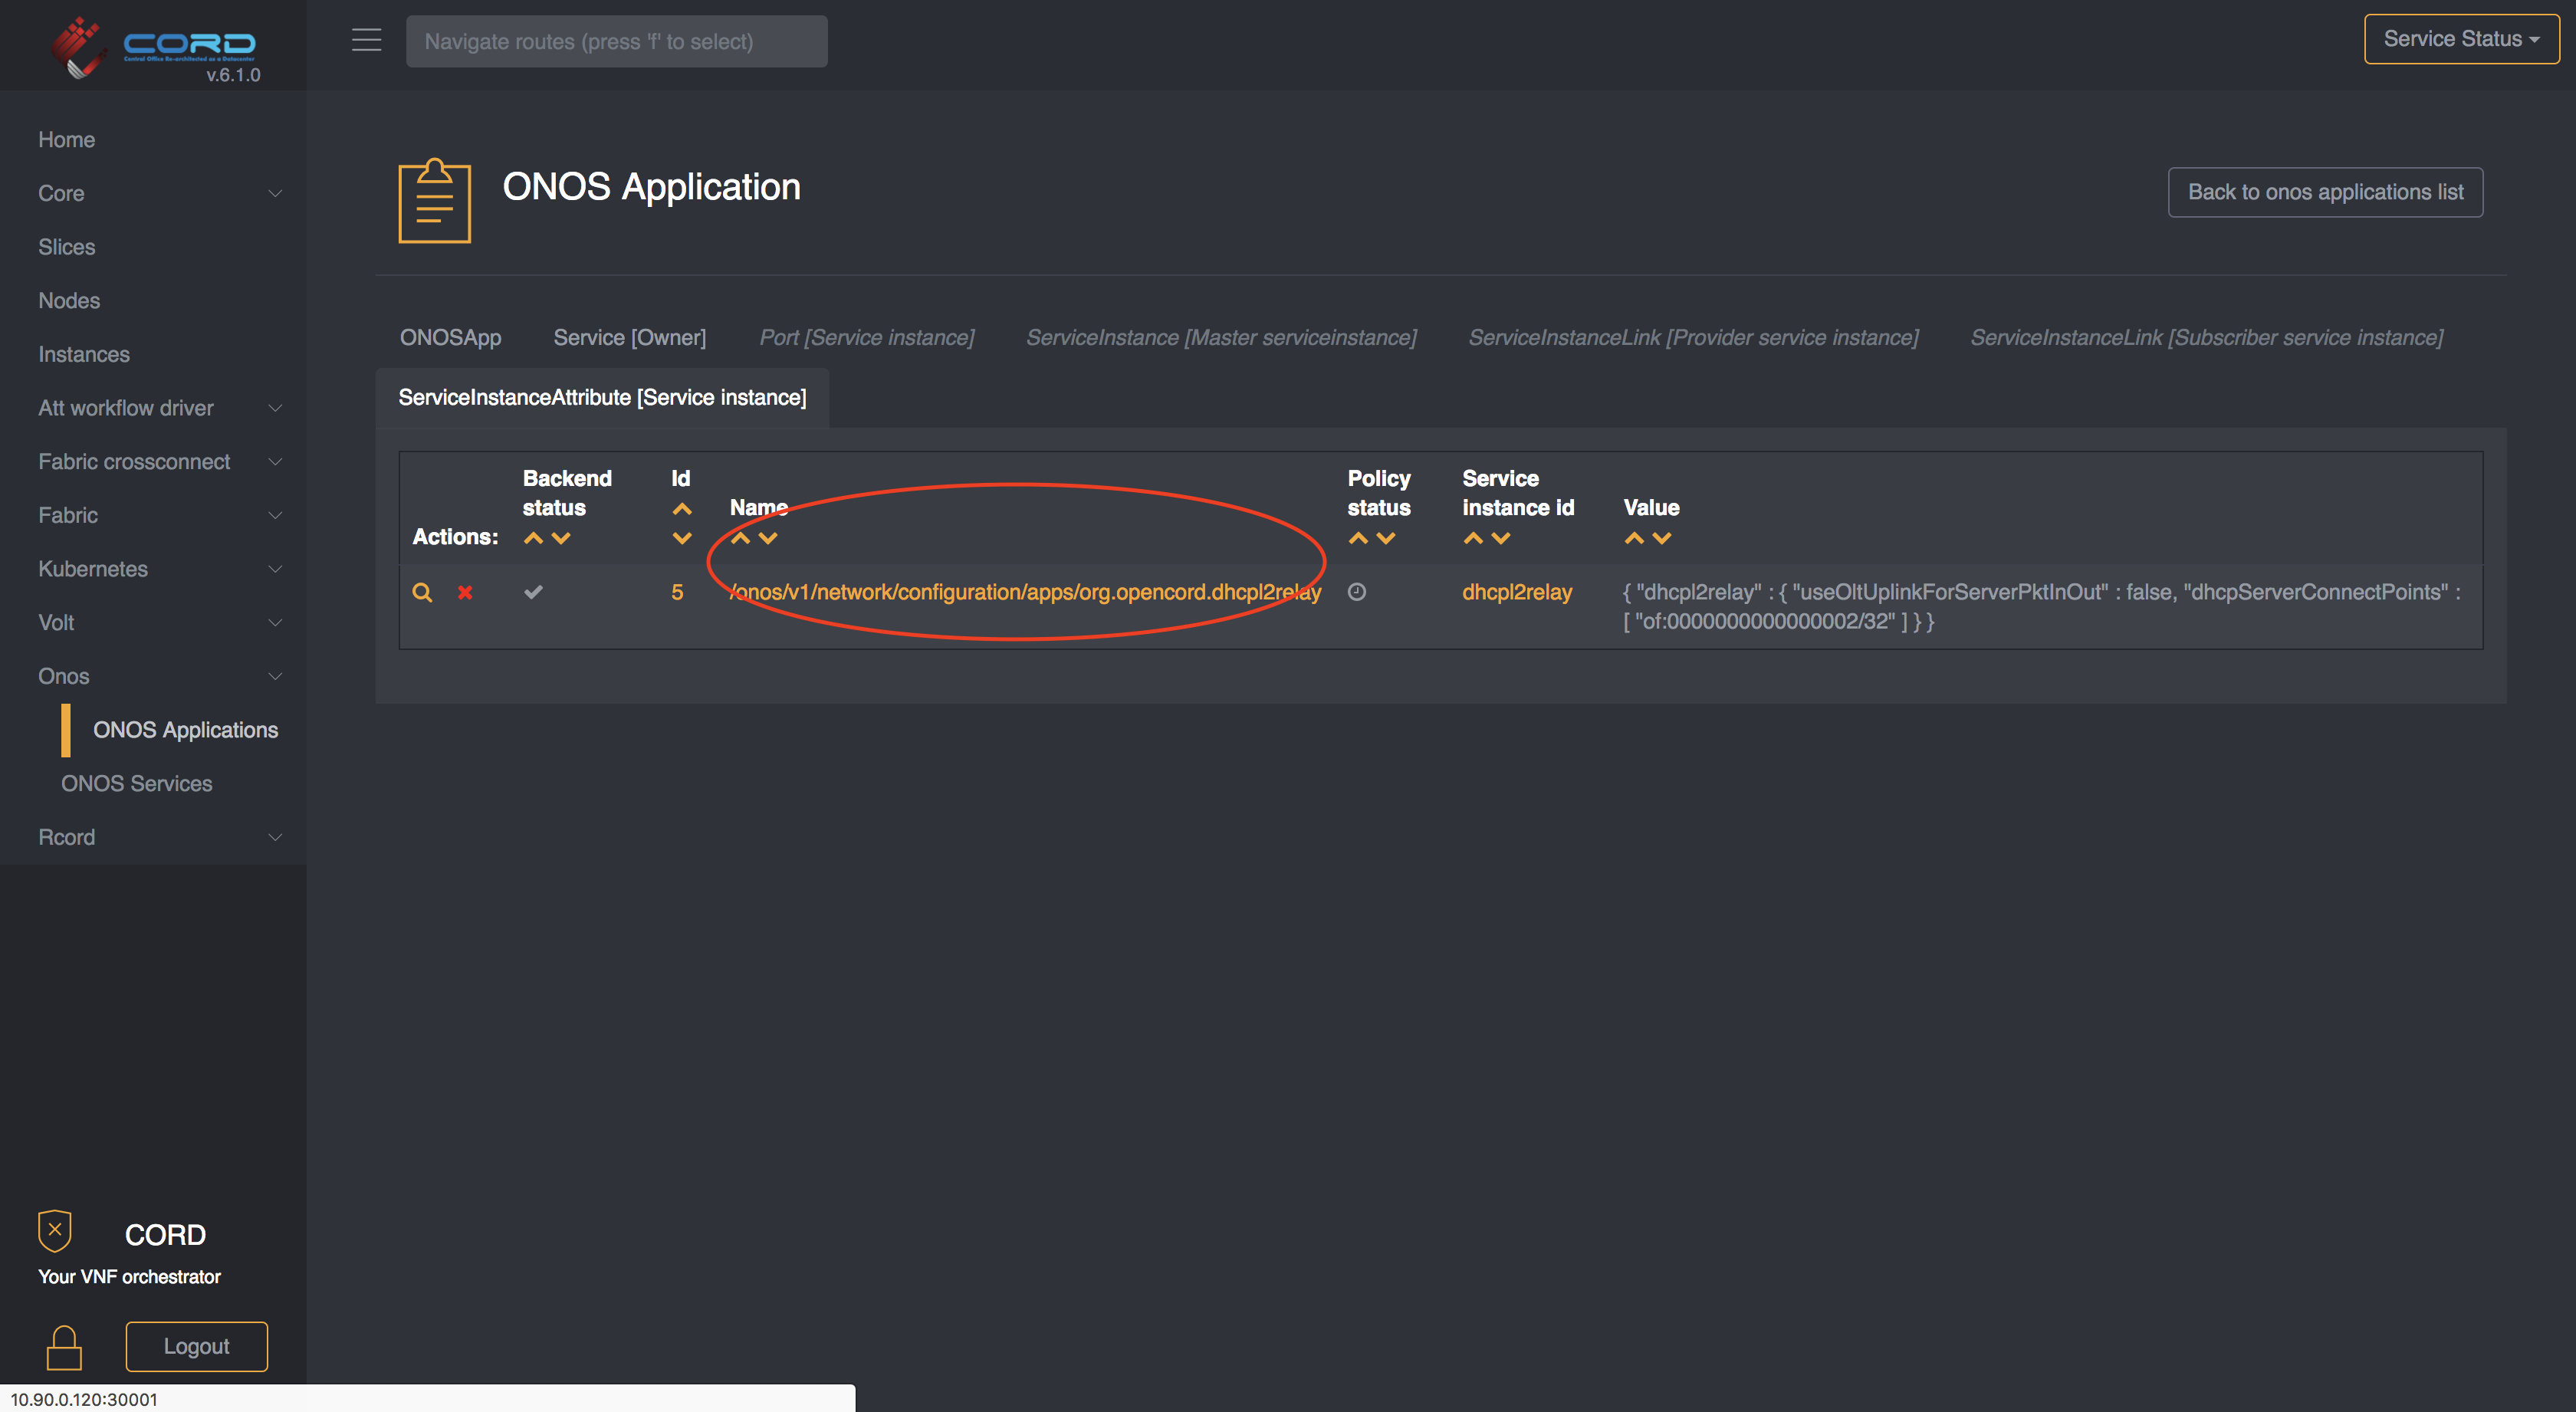 CORD
Central Office Re-architected as a Datacenter
v.6.1.0
Navigate routes (press 'f' to select)
Service Status
Home
Core
Slices
Nodes
Instances
Att workflow driver
Fabric crossconnect
Fabric
Kubernetes
Volt
Onos
ONOS Applications
ONOS Services
Rcord
CORD
Your VNF orchestrator
Logout
10.90.0.120:30001
ONOS Application
Back to onos applications list
ONOSApp
Service [Owner]
Port [Service instance]
ServiceInstance [Master serviceinstance]
ServiceInstanceLink [Provider service instance]
ServiceInstanceLink [Subscriber service instance]
ServiceInstanceAttribute [Service instance]
Actions:
Backend
status
Id
Name
Policy
status
Service
instance id
Value
5
/onos/v1/network/configuration/apps/org.opencord.dhcpl2relay
dhcpl2relay
{ "dhcpl2relay" : { "useOltUplinkForServerPktInOut" : false, "dhcpServerConnectPoints" :
[ "of:0000000000000002/32" ] } }